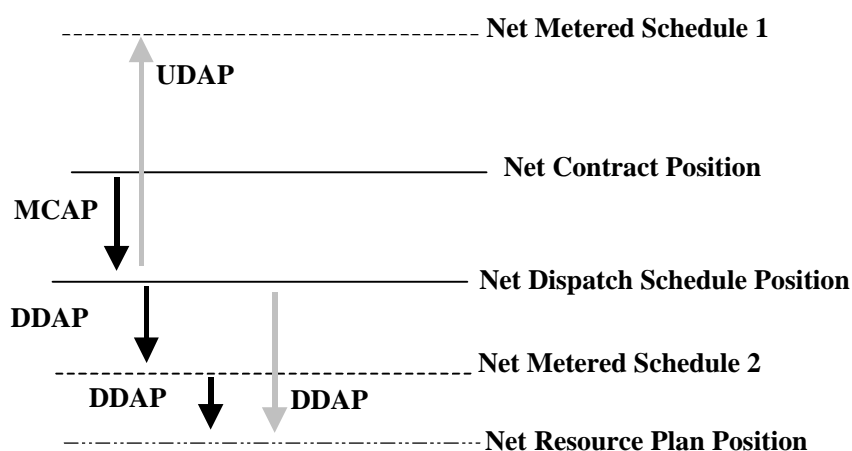 Net Metered Schedule 1
UDAP
Net Contract Position
MCAP
Net Dispatch Schedule Position
DDAP
Net Metered Schedule 2
DDAP
DDAP
Net Resource Plan Position